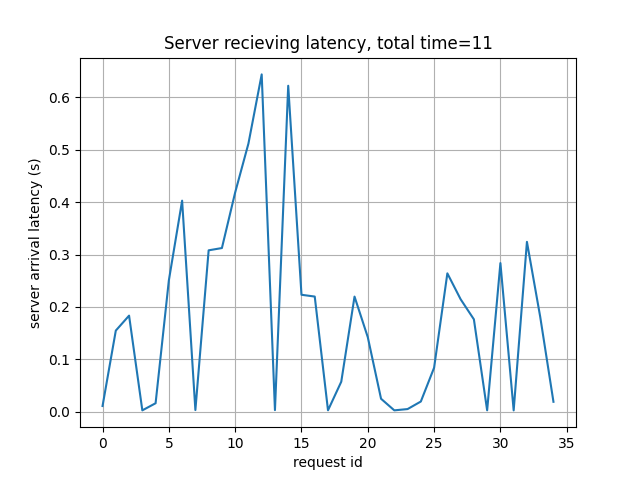 Server recieving latency, total time=11
server arrival latency (s)
0.6
0.5
0.4
0.3
0.2
0.1
0.0
0 5 10 15 20 25 30 35
request id